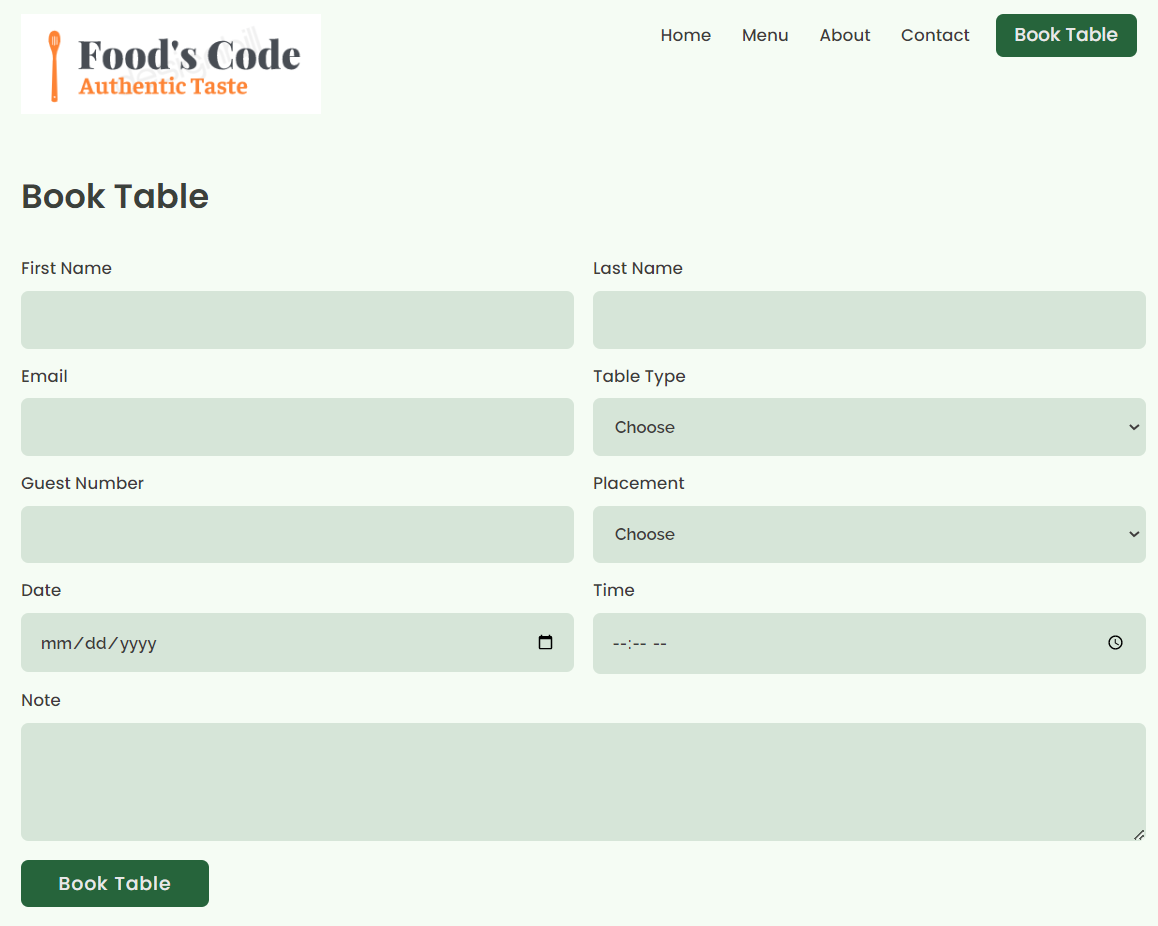 Food's Code
Authentic Taste
Home Menu About Contact Book Table
Book Table
First Name Last Name
Email Table Type
Choose
Guest Number Placement
Choose
Date Time
mm/dd/yyyy --:-- --
Note
Book Table